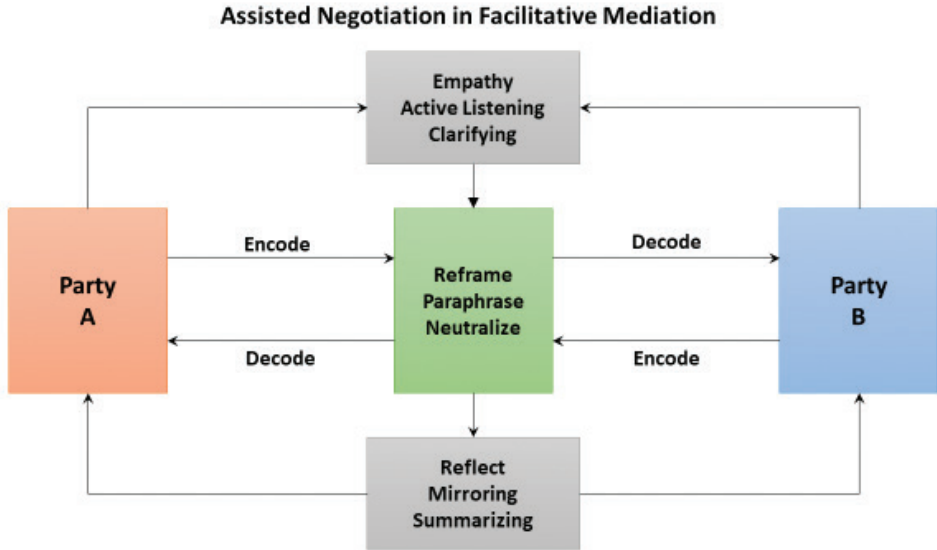 Assisted Negotiation in Facilitative Mediation
Empathy
Active Listening
Clarifying
Encode
Decode
Party
A
Reframe
Paraphrase
Neutralize
Party
B
Decode
Encode
Reflect
Mirroring
Summarizing